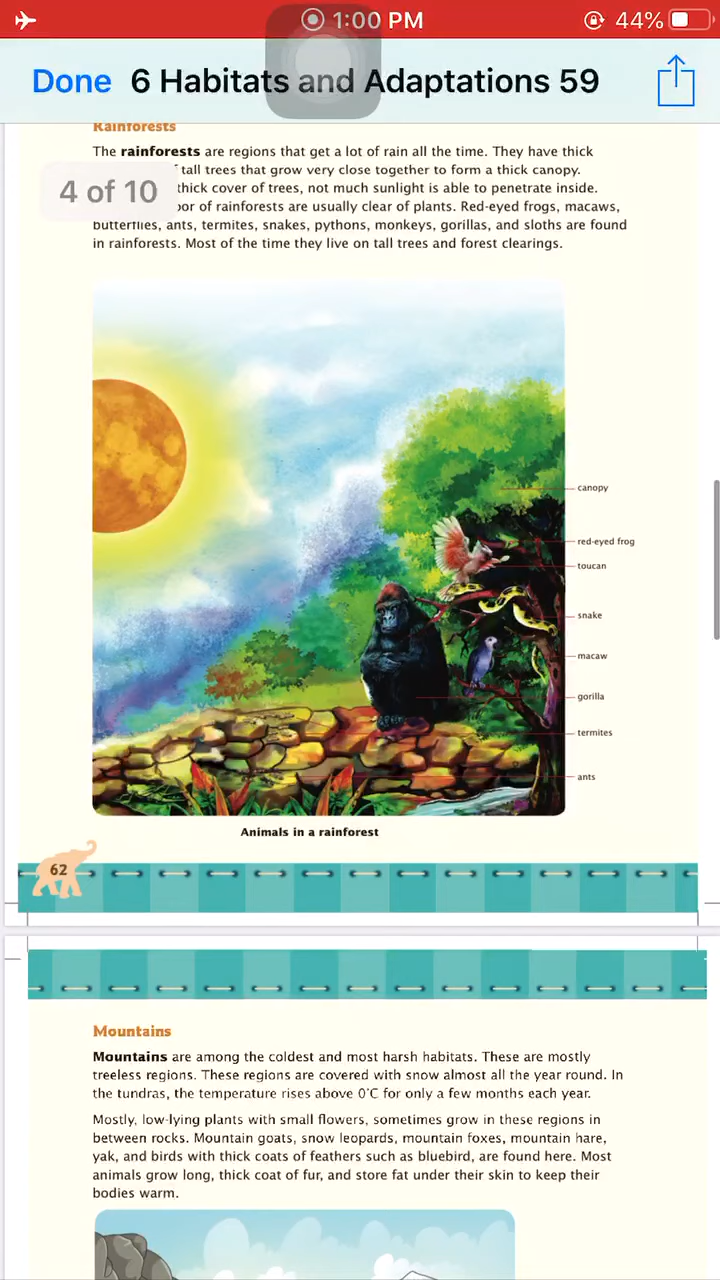 1:00 PM
44%
Done 6 Habitats and Adaptations 59
Rainforests
The rainforests are regions that get a lot of rain all the time. They have thick
tall trees that grow very close together to form a thick canopy.
4 of 10
thick cover of trees, not much sunlight is able to penetrate inside.
of rainforests are usually clear of plants. Red-eyed frogs, macaws,
butterflies, ants, termites, snakes, pythons, monkeys, gorillas, and sloths are found
in rainforests. Most of the time they live on tall trees and forest clearings.
canopy
red-eyed frog
toucan
snake
macaw
gorilla
termites
ants
Animals in a rainforest
62
Mountains
Mountains are among the coldest and most harsh habitats. These are mostly
treeless regions. These regions are covered with snow almost all the year round. In
the tundras, the temperature rises above 0°C for only a few months each year.
Mostly, low-lying plants with small flowers, sometimes grow in these regions in
between rocks. Mountain goats, snow leopards, mountain foxes, mountain hare,
yak, and birds with thick coats of feathers such as bluebird, are found here. Most
animals grow long, thick coat of fur, and store fat under their skin to keep their
bodies warm.